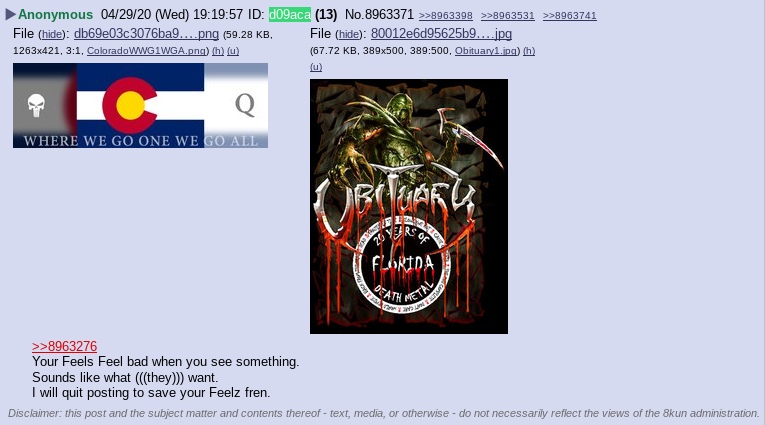 Anonymous 04/29/20 (Wed) 19:19:57 ID: d09aca (13) No.8963371 >>8963398 >>8963531 >>8963741
File (hide): db69e03c3076ba9….png (59.28 KB,
1263x421, 3:1, ColoradoWWG1WGA.png) (h) (u)
Q
WHERE WE GO ONE WE GO ALL
File (hide): 80012e6d95625b9….jpg
(67.72 KB, 389x500, 389:500, Obituary1.jpg) (h)
(u)
OBITUARY
20 YEARS OF
FLORIDA
DEATH METAL
>>8963276
Your Feels Feel bad when you see something.
Sounds like what (((they))) want.
I will quit posting to save your Feelz fren.
Disclaimer: this post and the subject matter and contents thereof - text, media, or otherwise - do not necessarily reflect the views of the 8kun administration.